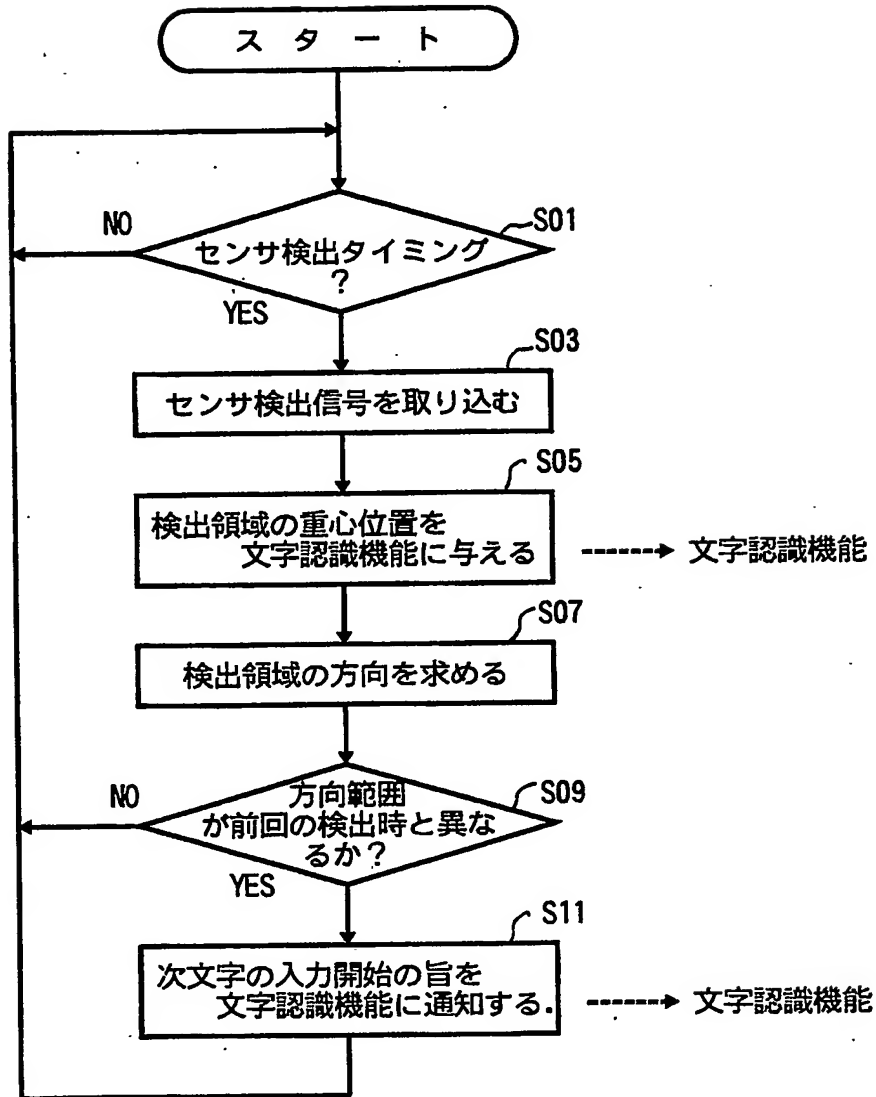 スタート
NO
S01
センサ検出タイミング
?
YES
S03
センサ検出信号を取り込む
S05
検出領域の重心位置を
文字認識機能に与える
文字認識機能
S07
検出領域の方向を求める
NO
S09
方向範囲
が前回の検出時と異な
るか?
YES
S11
次文字の入力開始の旨を
文字認識機能に通知する.
文字認識機能